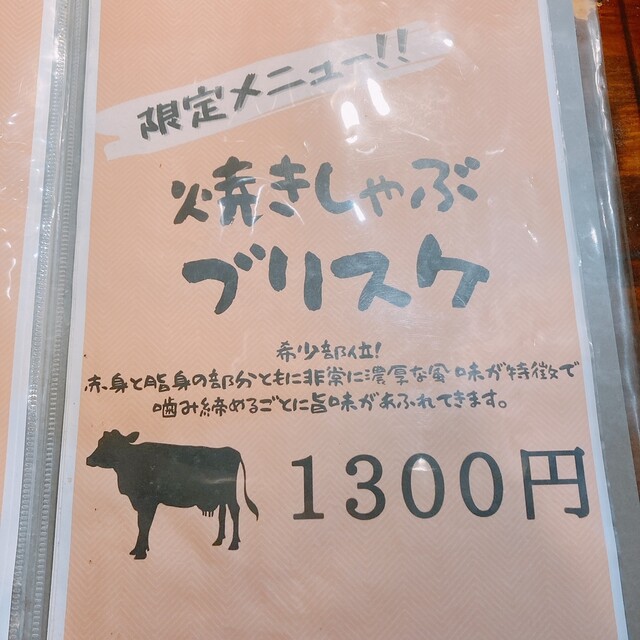 限定メニュー!!
焼きしゃぶ
ブリスケ
希少部位!
赤身と脂身の部分ともに非常に濃厚な風味が特徴で
噛み締めるごとに旨味があふれてきます。
1300円